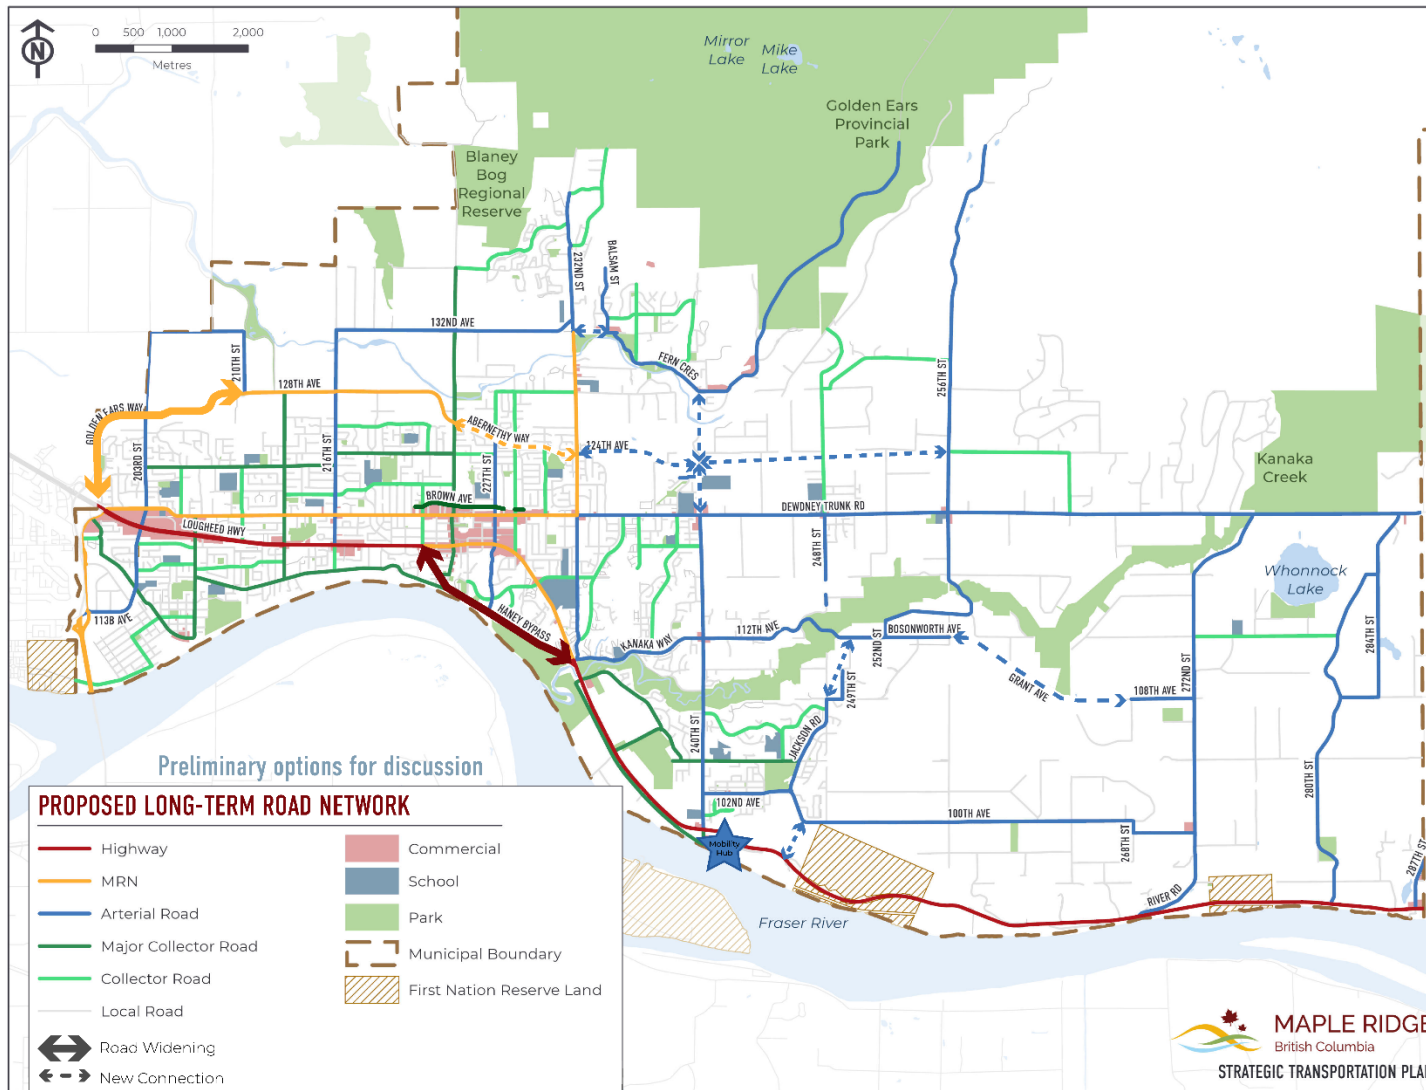 N
0 500 1,000 2,000
Metres
Mirror
Lake
Mike
Lake
Golden Ears
Provincial
Park
Blaney
Bog
Regional
Reserve
232ND ST
BALSAM ST
132ND AVE
210TH ST
128TH AVE
FERN CRES
256TH ST
GOLDEN EARS WAY
203RD ST
216TH ST
ABERNETHY WAY
227TH ST
124TH AVE
Kanaka
Creek
BROWN AVE
DEWDNEY TRUNK RD
LOUGHEED HWY
248TH ST
Whonnock
Lake
113B AVE
HANEY BYPASS
KANAKA WAY
112TH AVE
252ND ST
BOSONWORTH AVE
284TH ST
272ND ST
249TH ST
GRANT AVE
108TH AVE
240TH ST
JACKSON RD
280TH ST
102ND AVE
100TH AVE
268TH ST
287TH ST
Mobility
Hub
RIVER RD
Fraser River
Preliminary options for discussion
PROPOSED LONG-TERM ROAD NETWORK
Highway
MRN
Arterial Road
Major Collector Road
Collector Road
Local Road
Road Widening
New Connection
Commercial
School
Park
Municipal Boundary
First Nation Reserve Land
MAPLE RIDGE
British Columbia
STRATEGIC TRANSPORTATION PLA